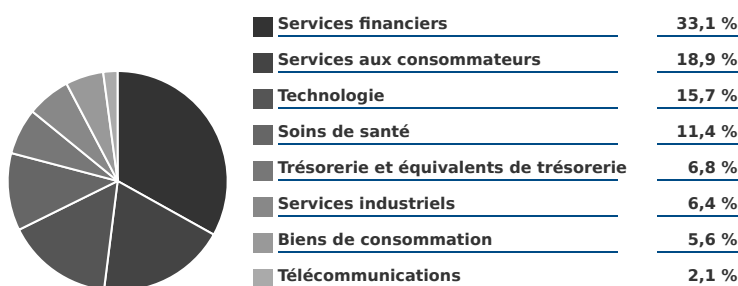 Services financiers 33,1 %
Services aux consommateurs 18,9 %
Technologie 15,7 %
Soins de santé 11,4 %
Trésorerie et équivalents de trésorerie 6,8 %
Services industriels 6,4 %
Biens de consommation 5,6 %
Télécommunications 2,1 %